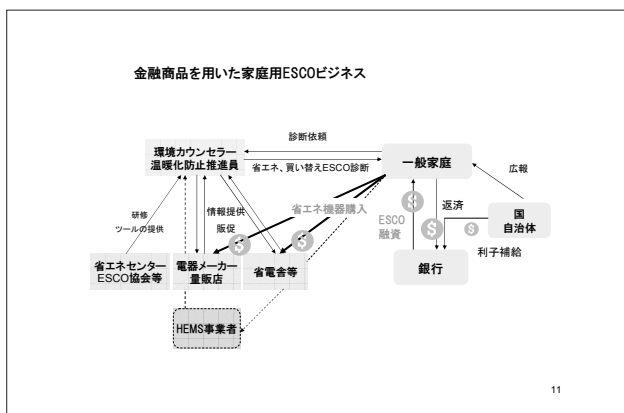 金融商品を用いた家庭用ESCOビジネス
診断依頼
環境カウンセラー
温暖化防止推進員
省エネ、買い替えESCO診断
一般家庭
広報
研修
ツールの提供
情報提供
販促
省エネ機器購入
ESCO
融資
返済
国
自治体
利子補給
省エネセンター
ESCO協会等
電器メーカー
量販店
省電舎等
銀行
HEMS事業者
$
$
$
$
$
11